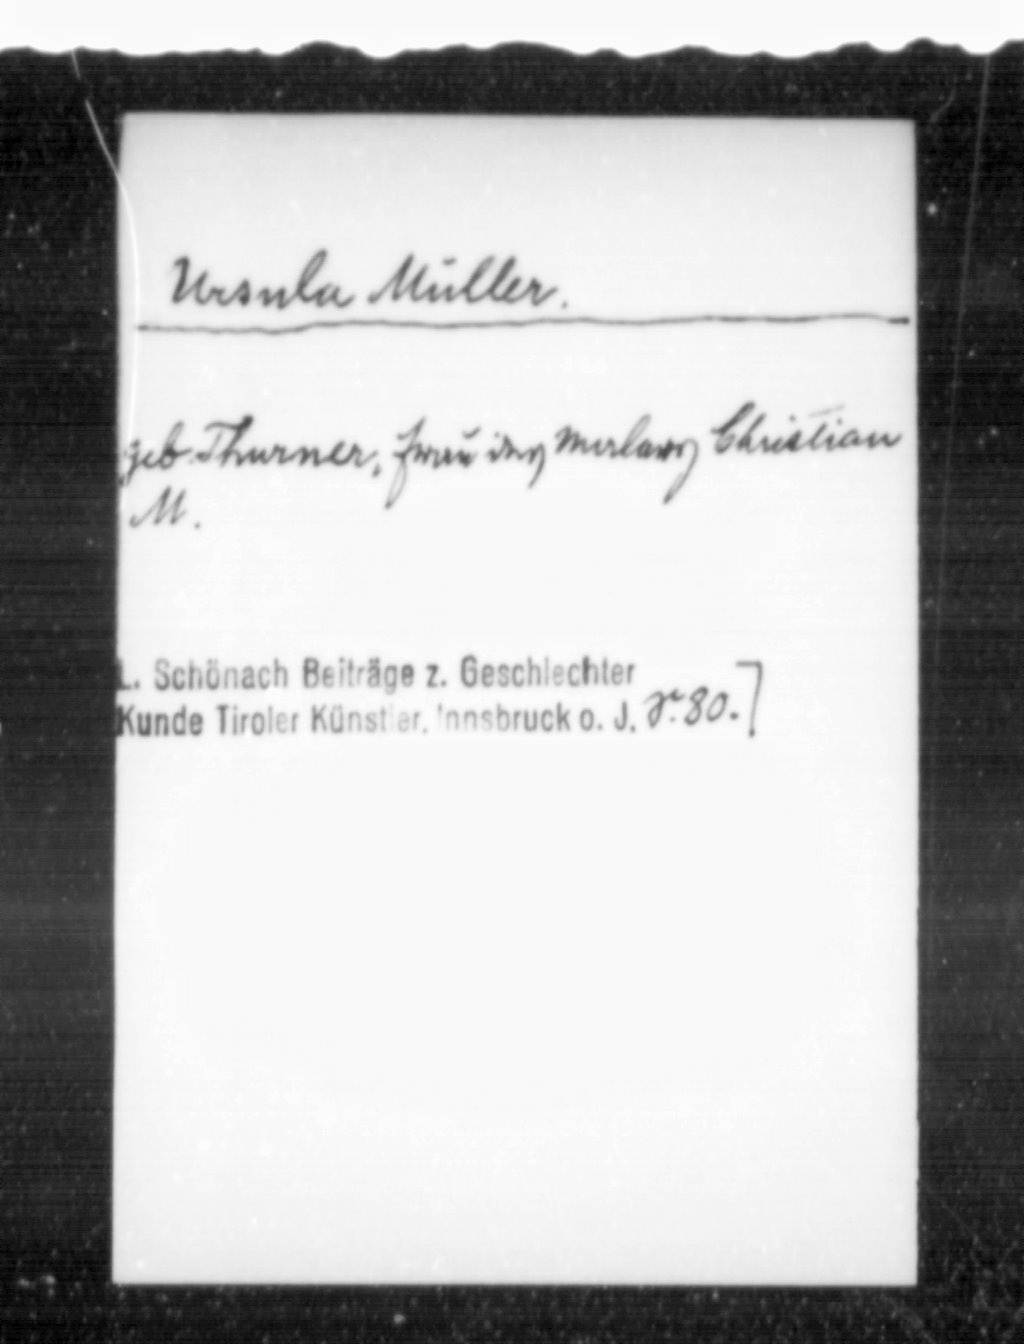 Ursula Müller.
geb Thurner, Frau des Malers Christian
M.
L. Schönach Beiträge z. Geschlechter
Kunde Tiroler Künstler. Innsbruck o. J. S. 80.]